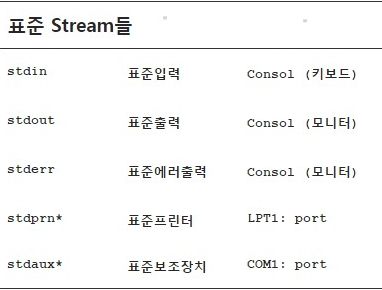 표준 Stream들
stdin 표준입력 Consol (키보드)
stdout 표준출력 Consol (모니터)
stderr 표준에러출력 Consol (모니터)
stdprn* 표준프린터 LPT1: port
stdaux* 표준보조장치 COM1: port